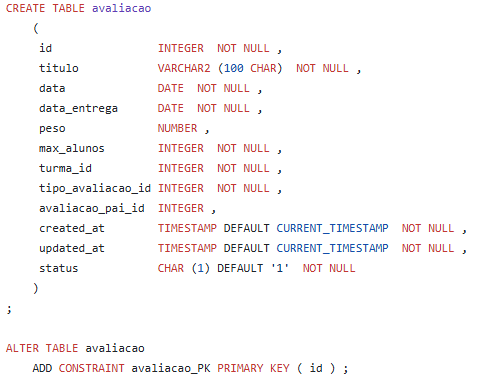 CREATE TABLE avaliacao
    (
     id                INTEGER  NOT NULL ,
     titulo            VARCHAR2 (100 CHAR)  NOT NULL ,
     data              DATE  NOT NULL ,
     data_entrega      DATE  NOT NULL ,
     peso              NUMBER ,
     max_alunos        INTEGER  NOT NULL ,
     turma_id          INTEGER  NOT NULL ,
     tipo_avaliacao_id INTEGER  NOT NULL ,
     avaliacao_pai_id  INTEGER ,
     created_at        TIMESTAMP DEFAULT CURRENT_TIMESTAMP  NOT NULL ,
     updated_at        TIMESTAMP DEFAULT CURRENT_TIMESTAMP  NOT NULL ,
     status            CHAR (1) DEFAULT '1'  NOT NULL
    )
;
ALTER TABLE avaliacao
    ADD CONSTRAINT avaliacao_PK PRIMARY KEY ( id ) ;